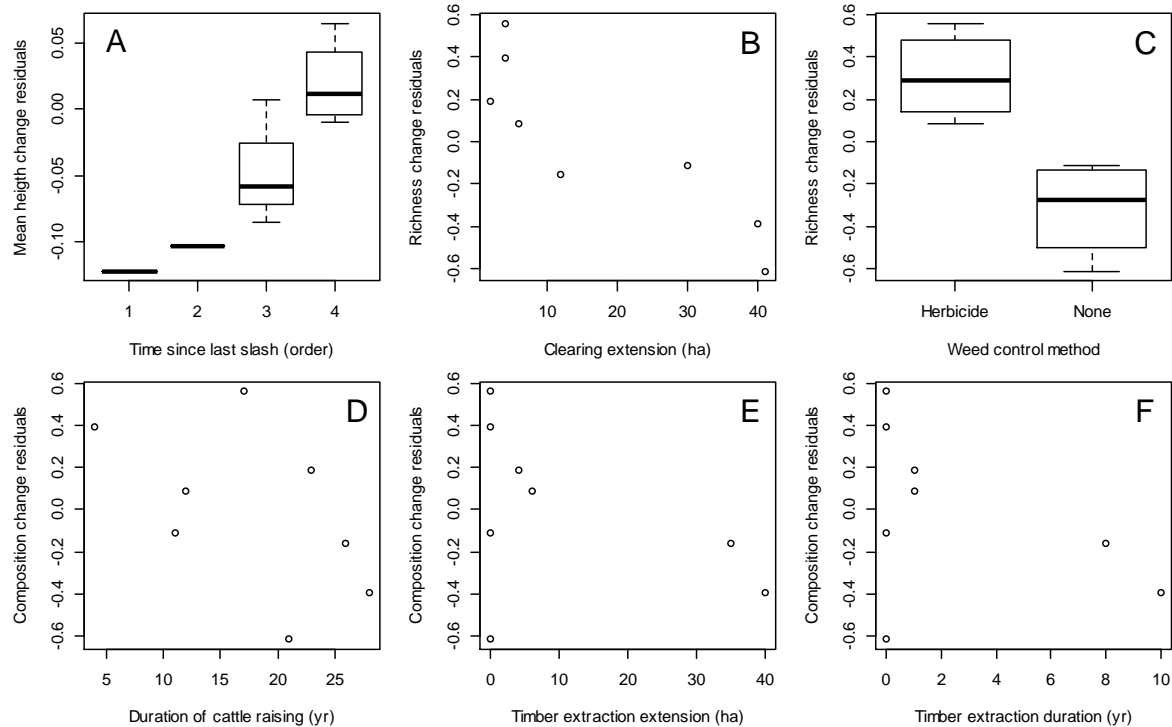 A
Mean heigth change residuals
0.05
0.00
-0.05
-0.10
1 2 3 4
Time since last slash (order)
B
Richness change residuals
0.6
0.4
0.2
0.0
-0.2
-0.4
-0.6
10 20 30 40
Clearing extension (ha)
C
Richness change residuals
0.6
0.4
0.2
0.0
-0.2
-0.4
-0.6
Herbicide None
Weed control method
D
Composition change residuals
0.6
0.4
0.2
0.0
-0.2
-0.4
-0.6
5 10 15 20 25
Duration of cattle raising (yr)
E
Composition change residuals
0.6
0.4
0.2
0.0
-0.2
-0.4
-0.6
0 10 20 30 40
Timber extraction extension (ha)
F
Composition change residuals
0.6
0.4
0.2
0.0
-0.2
-0.4
-0.6
0 2 4 6 8 10
Timber extraction duration (yr)